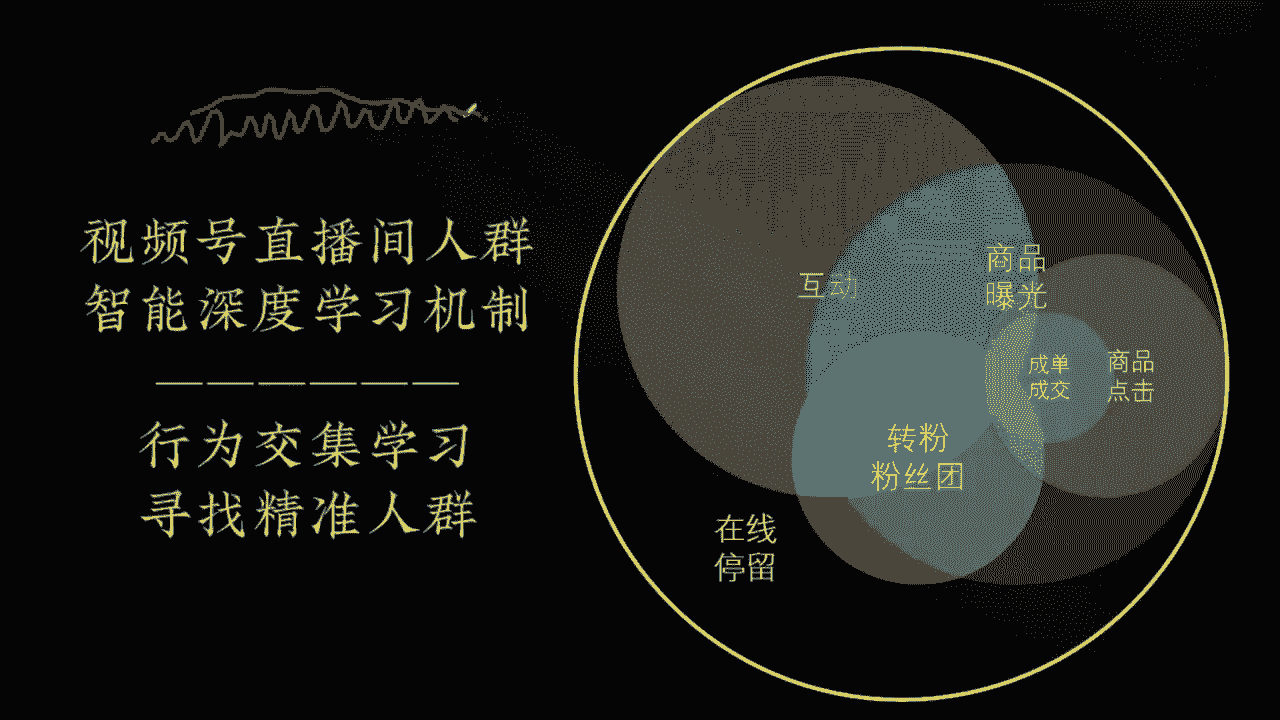 视频号直播间人群
智能深度学习机制
行为交集学习
寻找精准人群
互动
商品
曝光
成单
成交
商品
点击
转粉
粉丝团
在线
停留